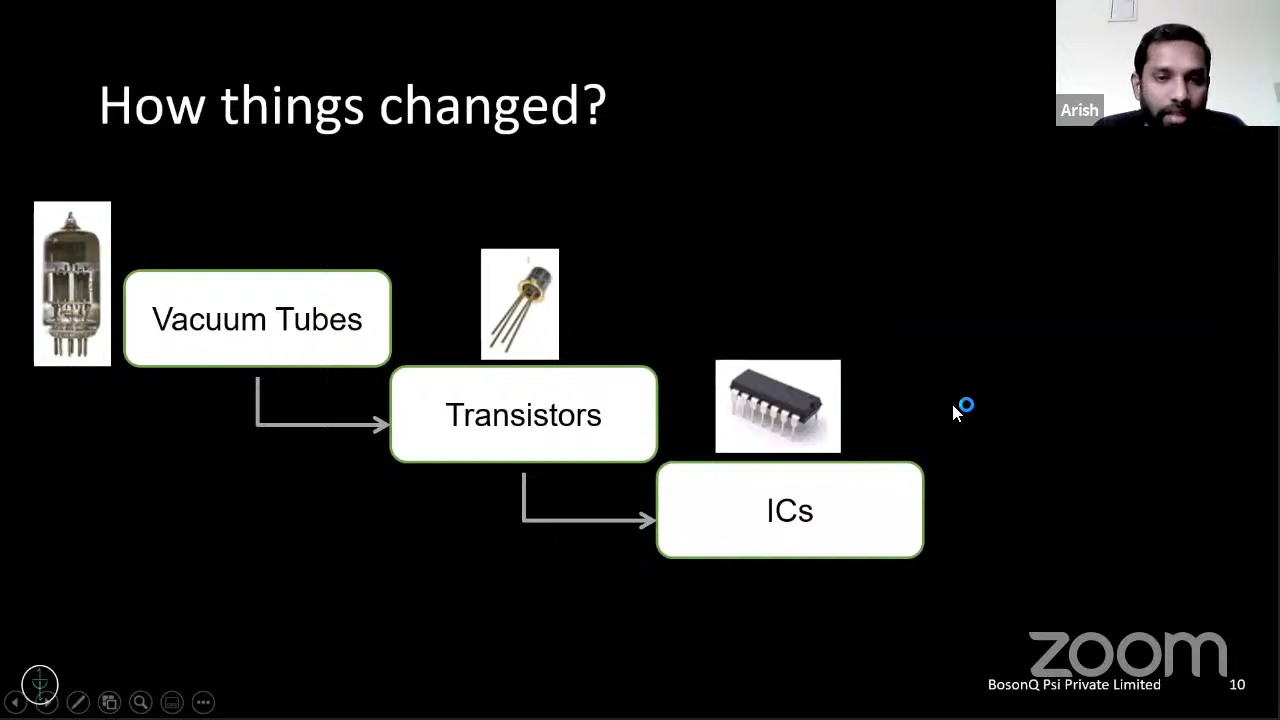 How things changed?
Arish
Vacuum Tubes
Transistors
ICs
zoom
BosonQ Psi Private Limited 10